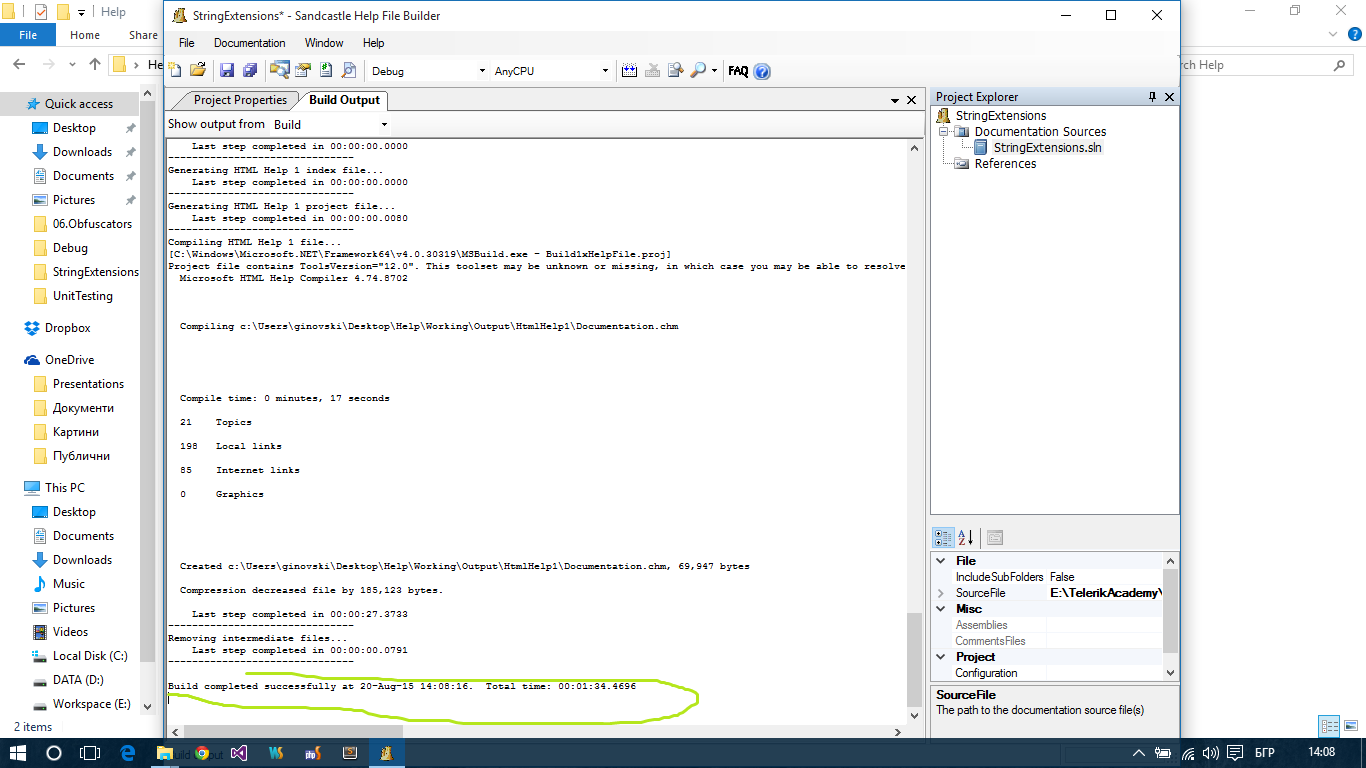 Help
StringExtensions* - Sandcastle Help File Builder
File Home Share
File Documentation Window Help
He
Debug
AnyCPU
FAQ
ch Help
Project Properties
Build Output
Project Explorer
Show output from Build
StringExtensions
Documentation Sources
StringExtensions.sln
References
Quick access
Desktop
Downloads
Documents
Pictures
06.Obfuscators
Debug
StringExtensions
UnitTesting
Dropbox
OneDrive
Presentations
Документи
Картини
Публични
This PC
Desktop
Documents
Downloads
Music
Pictures
Videos
Local Disk (C:)
DATA (D:)
Workspace (E:)
2 items
Last step completed in 00:00:00.0000
-------------------------------
Generating HTML Help 1 index file...
Last step completed in 00:00:00.0000
-------------------------------
Generating HTML Help 1 project file...
Last step completed in 00:00:00.0080
-------------------------------
Compiling HTML Help 1 file...
[C:\Windows\Microsoft.NET\Framework64\v4.0.30319\MSBuild.exe - Build1xHelpFile.proj]
Project file contains ToolsVersion="12.0". This toolset may be unknown or missing, in which case you may be able to resolve
Microsoft HTML Help Compiler 4.74.8702
Compiling c:\Users\ginovski\Desktop\Help\Working\Output\HtmlHelp1\Documentation.chm
Compile time: 0 minutes, 17 seconds
21 Topics
198 Local links
85 Internet links
0 Graphics
Created c:\Users\ginovski\Desktop\Help\Working\Output\HtmlHelp1\Documentation.chm, 69,947 bytes
Compression decreased file by 185,123 bytes.
Last step completed in 00:00:27.3733
-------------------------------
Removing intermediate files...
Last step completed in 00:00:00.0791
-------------------------------
Build completed successfully at 20-Aug-15 14:08:16. Total time: 00:01:34.4696
File
IncludeSubFolders False
SourceFile E:\TelerikAcademy\
Misc
Assemblies
CommentsFiles
Project
Configuration
SourceFile
The path to the documentation source file(s)
Build Output
БГР
14:08